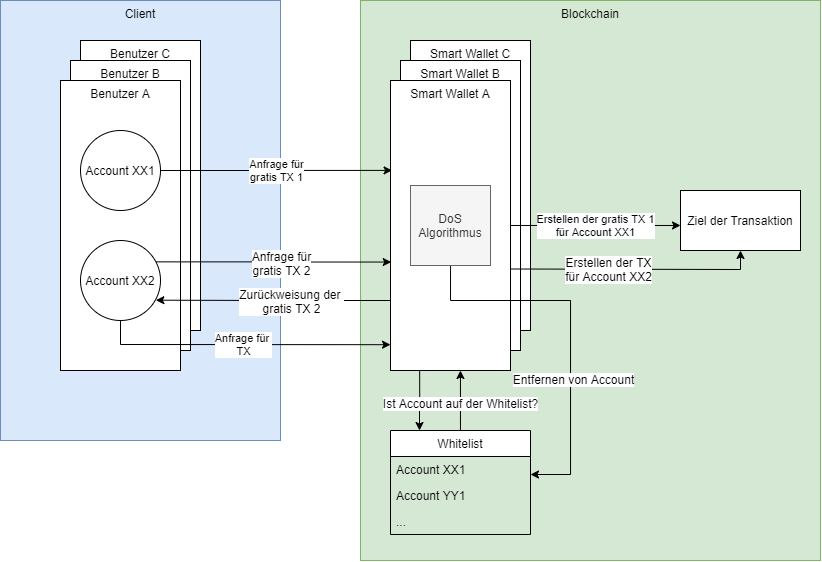 Client
Benutzer C
Benutzer B
Benutzer A
Account XX1
Account XX2
Anfrage für
gratis TX 1
Anfrage für
gratis TX 2
Zurückweisung der
gratis TX 2
Anfrage für
TX
Blockchain
Smart Wallet C
Smart Wallet B
Smart Wallet A
DoS
Algorithmus
Erstellen der gratis TX 1
für Account XX1
Erstellen der TX
für Account XX2
Ziel der Transaktion
Entfernen von Account
Ist Account auf der Whitelist?
Whitelist
Account XX1
Account YY1
...